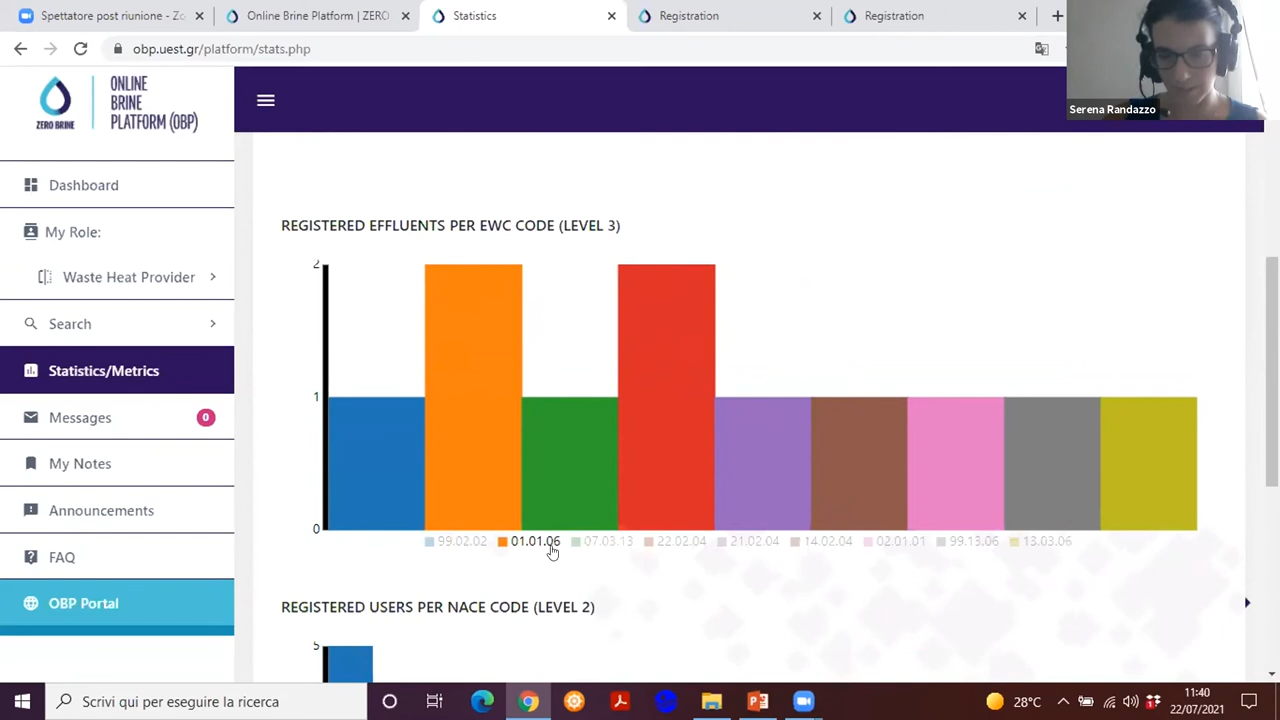 Spettatore post riunione - Zo
Online Brine Platform | ZERO
Statistics
Registration
Registration
obp.uest.gr/platform/stats.php
Serena Randazzo
ZERO BRINE
ONLINE
BRINE
PLATFORM (OBP)
Dashboard
My Role:
Waste Heat Provider
Search
Statistics/Metrics
Messages
0
My Notes
Announcements
FAQ
OBP Portal
REGISTERED EFFLUENTS PER EWC CODE (LEVEL 3)
2
1
0
99.02.02 01.01.06 07.03.13 22.02.04 21.02.04 14.02.04 02.01.01 99.13.06 13.03.06
REGISTERED USERS PER NACE CODE (LEVEL 2)
5
Scrivi qui per eseguire la ricerca
28°C
11:40
22/07/2021